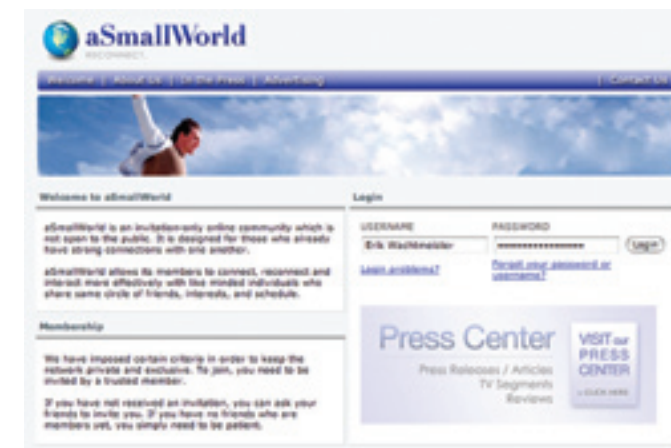 aSmallWorld
RECONNECT.
Welcome | About Us | In the Press | Advertising | Contact Us
Welcome to aSmallWorld
aSmallWorld is an invitation-only online community which is
not open to the public. It is designed for those who already
have strong connections with one another.
aSmallWorld allows its members to connect, reconnect and
interact more effectively with like minded individuals who
share same circle of friends, interests, and schedule.
Membership
We have imposed certain criteria in order to keep the
network private and exclusive. To join, you need to be
invited by a trusted member.
If you have not received an invitation, you can ask your
friends to invite you. If you have no friends who are
members yet, you simply need to be patient.
Login
USERNAME PASSWORD
Erik Wachtmeister •••••••••••••••• Login
Login problems? Forgot your password or
username?
Press Center
Press Releases / Articles
TV Segments
Reviews
VISIT our
PRESS
CENTER
» CLICK HERE